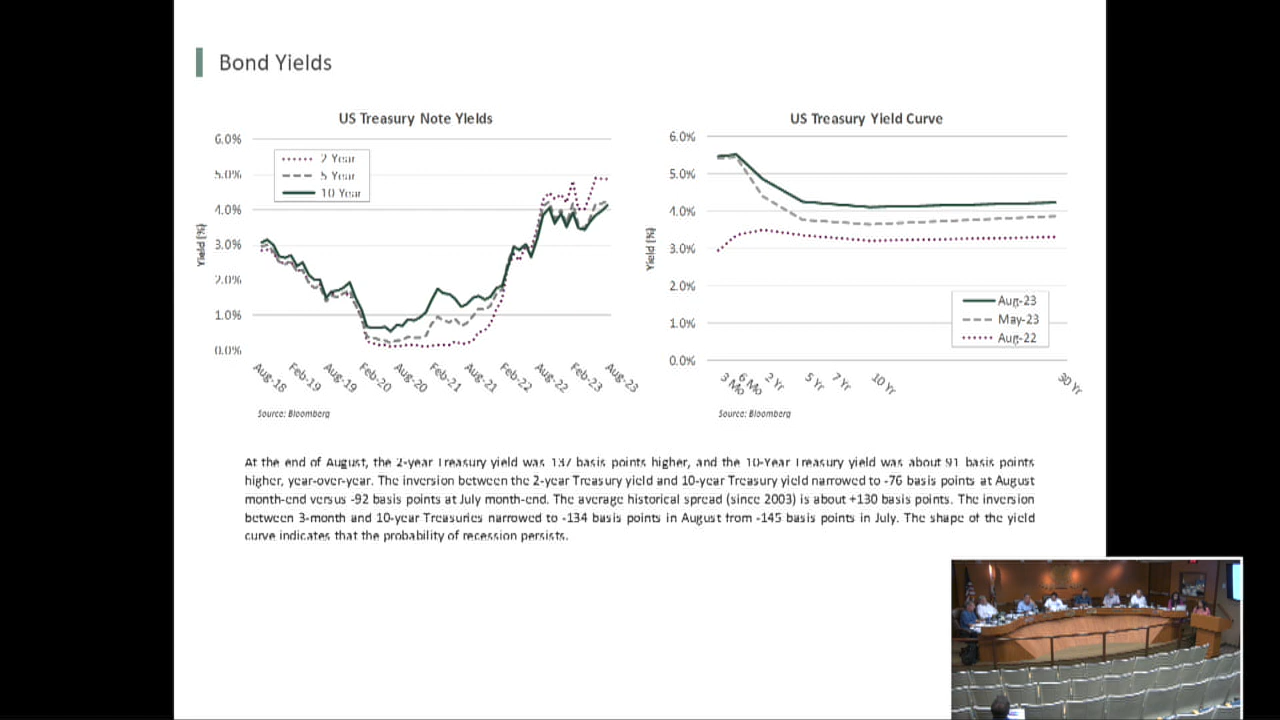 Bond Yields
US Treasury Note Yields
6.0%
5.0%
4.0%
3.0%
2.0%
1.0%
0.0%
Yield (%)
2 Year
5 Year
10 Year
Aug-18
Feb-19
Aug-19
Feb-20
Aug-20
Feb-21
Aug-21
Feb-22
Aug-22
Feb-23
Aug-23
Source: Bloomberg
US Treasury Yield Curve
6.0%
5.0%
4.0%
3.0%
2.0%
1.0%
0.0%
Yield (%)
Aug-23
May-23
Aug-22
3 Mo
6 Mo
2 Yr
5 Yr
7 Yr
10 Yr
30 Yr
Source: Bloomberg
At the end of August, the 2-year Treasury yield was 137 basis points higher, and the 10-Year Treasury yield was about 91 basis points
higher, year-over-year. The inversion between the 2-year Treasury yield and 10-year Treasury yield narrowed to -76 basis points at August
month-end versus -92 basis points at July month-end. The average historical spread (since 2003) is about +130 basis points. The inversion
between 3-month and 10-year Treasuries narrowed to -134 basis points in August from -145 basis points in July. The shape of the yield
curve indicates that the probability of recession persists.